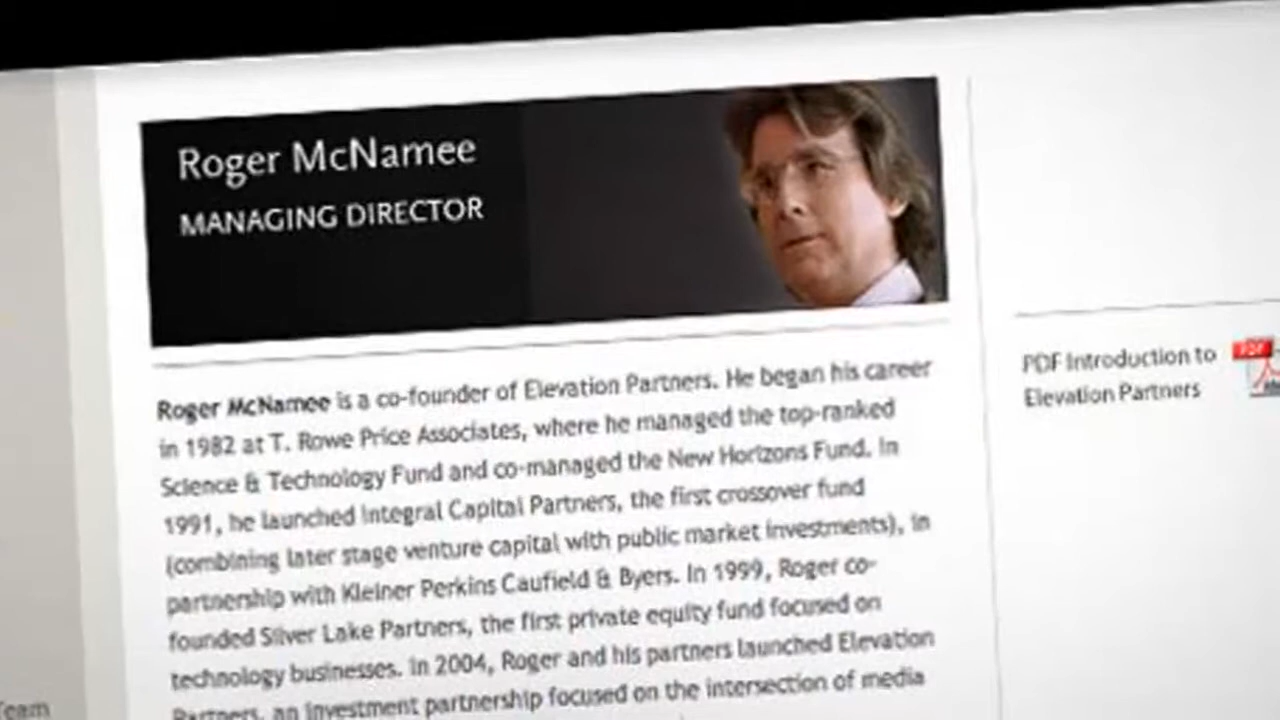 Roger McNamee
MANAGING DIRECTOR
Roger McNamee is a co-founder of Elevation Partners. He began his career
in 1982 at T. Rowe Price Associates, where he managed the top-ranked
Science & Technology Fund and co-managed the New Horizons Fund. In
1991, he launched Integral Capital Partners, the first crossover fund
(combining later stage venture capital with public market investments), in
partnership with Kleiner Perkins Caufield & Byers. In 1999, Roger co-
founded Silver Lake Partners, the first private equity fund focused on
technology businesses. In 2004, Roger and his partners launched Elevation
Partners, an investment partnership focused on the intersection of media
PDF Introduction to
Elevation Partners
PDF
Team